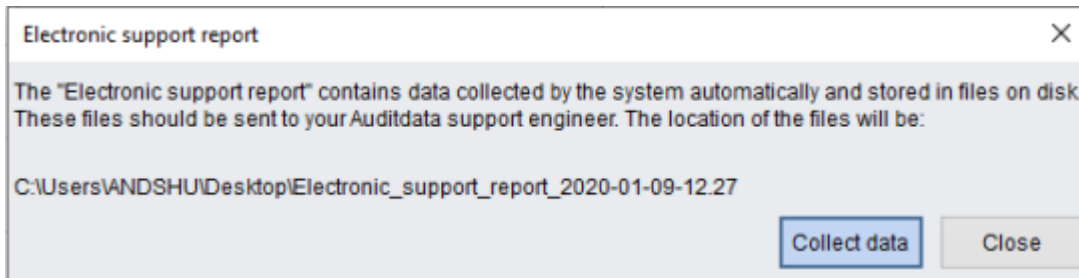 Electronic support report
The "Electronic support report" contains data collected by the system automatically and stored in files on disk
These files should be sent to your Auditdata support engineer. The location of the files will be:
C:\Users\ANDSHU\Desktop\Electronic_support_report_2020-01-09-12.27
Collect data
Close